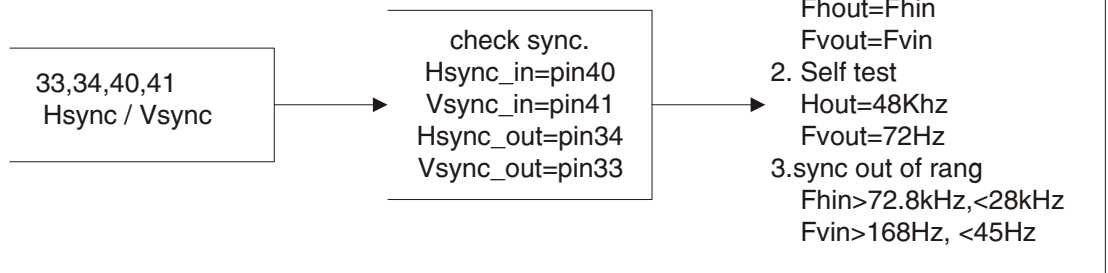 33,34,40,41
Hsync / Vsync
check sync.
Hsync_in=pin40
Vsync_in=pin41
Hsync_out=pin34
Vsync_out=pin33
Fhout=Fhin
Fvout=Fvin
2. Self test
Hout=48Khz
Fvout=72Hz
3.sync out of rang
Fhin>72.8kHz,<28kHz
Fvin>168Hz, <45Hz